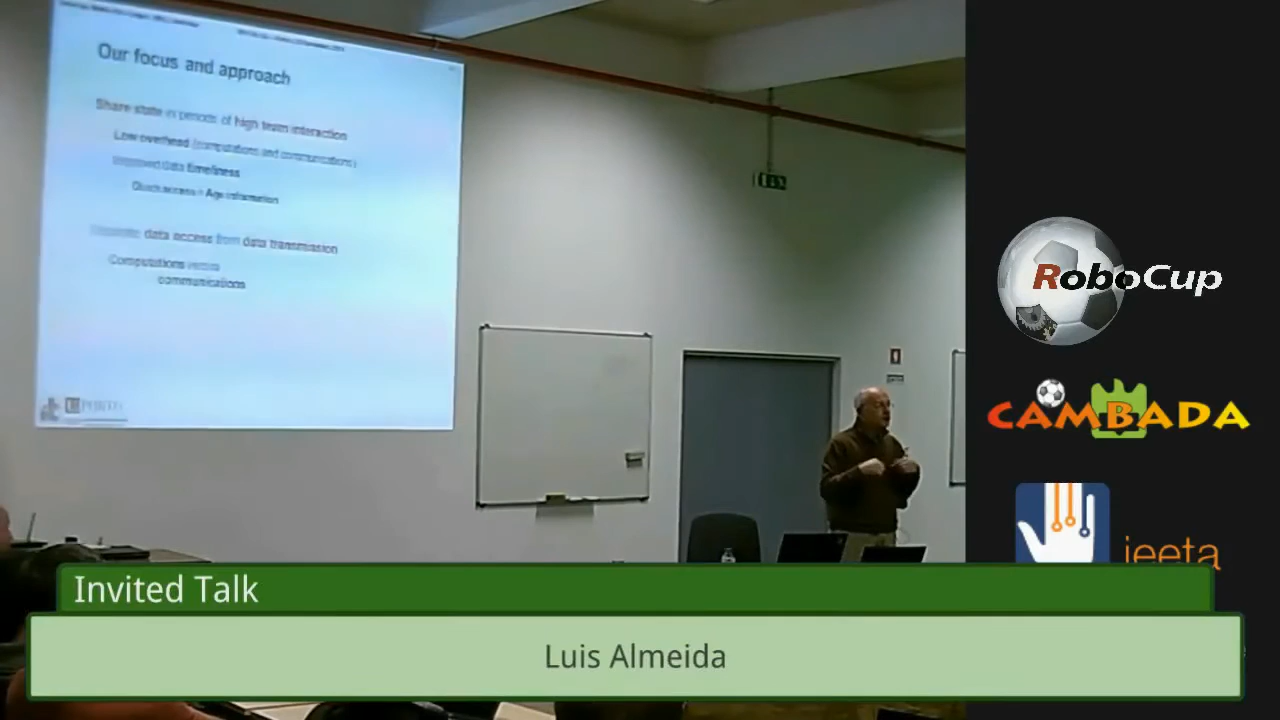 Our focus and approach
Share state in periods of high team interaction
Low overhead (computations and communications)
data timeliness
Quick access + Age information
data access from data transmission
Computations versus
communications
PORTO
RoboCup
CAMBADA
ieeta
Invited Talk
Luis Almeida